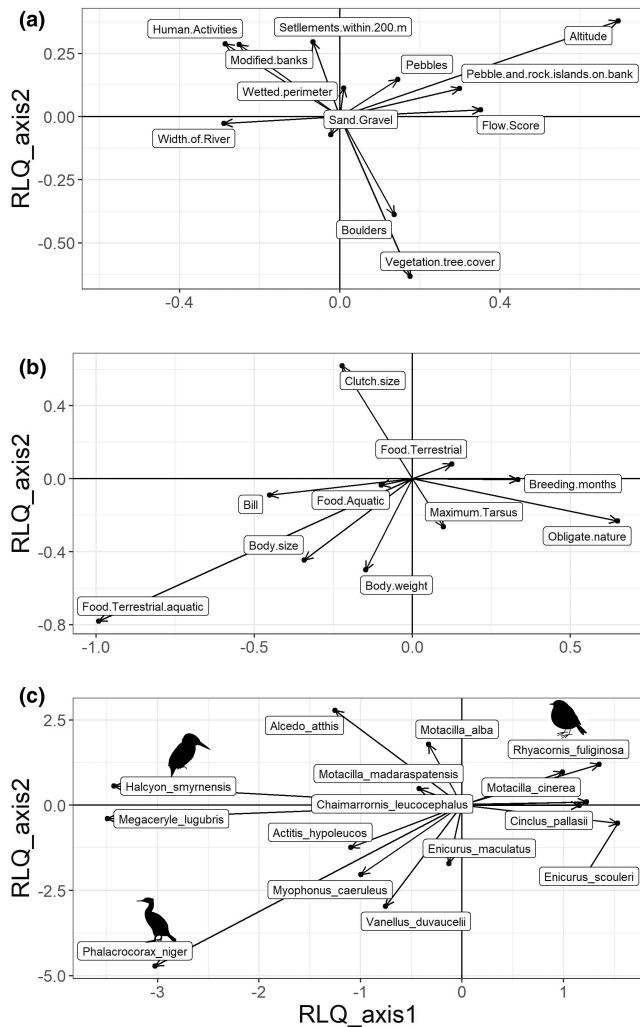 (a)
Human.Activities
Setllements.within.200.m
Altitude
Modified.banks
Pebbles
Pebble.and.rock.islands.on.bank
Wetted.perimeter
Sand.Gravel
Flow.Score
Width.of.River
Boulders
Vegetation.tree.cover
RLQ_axis2
0.25
0.00
-0.25
-0.50
-0.4
0.0
0.4
(b)
Clutch.size
Food.Terrestrial
Breeding.months
Food.Aquatic
Bill
Maximum.Tarsus
Obligate.nature
Body.size
Body.weight
Food.Terrestrial.aquatic
RLQ_axis2
0.4
0.0
-0.4
-0.8
-1.0
-0.5
0.0
0.5
(c)
Alcedo_atthis
Motacilla_alba
Rhyacornis_fuliginosa
Motacilla_madaraspatensis
Halcyon_smyrnensis
Motacilla_cinerea
Chaimarrornis_leucocephalus
Megaceryle_lugubris
Cinclus_pallasii
Actitis_hypoleucos
Enicurus_maculatus
Enicurus_scouleri
Myophonus_caeruleus
Vanellus_duvaucelii
Phalacrocorax_niger
RLQ_axis2
2.5
0.0
-2.5
-5.0
-3
-2
-1
0
1
RLQ_axis1